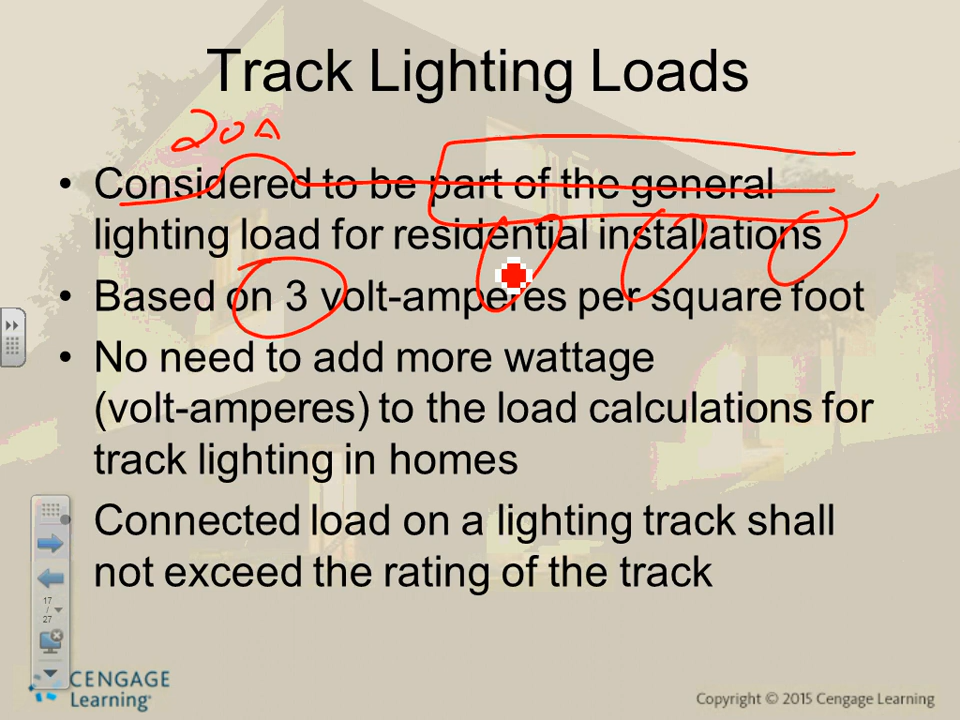 Track Lighting Loads
20A
• Considered to be part of the general
lighting load for residential installations
• Based on 3 volt-amperes per square foot
• No need to add more wattage
(volt-amperes) to the load calculations for
track lighting in homes
Connected load on a lighting track shall
not exceed the rating of the track
17
/
27
CENGAGE
Learning™
Copyright © 2015 Cengage Learning